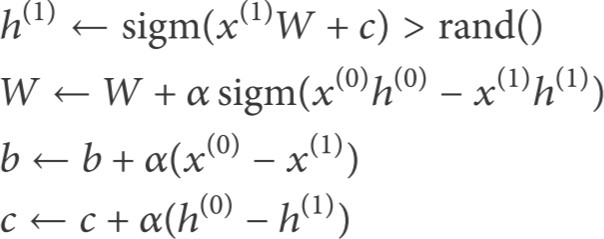 h⁽¹⁾ ← sigm(x⁽¹⁾W + c) > rand()
W ← W + α sigm(x⁽⁰⁾h⁽⁰⁾ − x⁽¹⁾h⁽¹⁾)
b ← b + α(x⁽⁰⁾ − x⁽¹⁾)
c ← c + α(h⁽⁰⁾ − h⁽¹⁾)